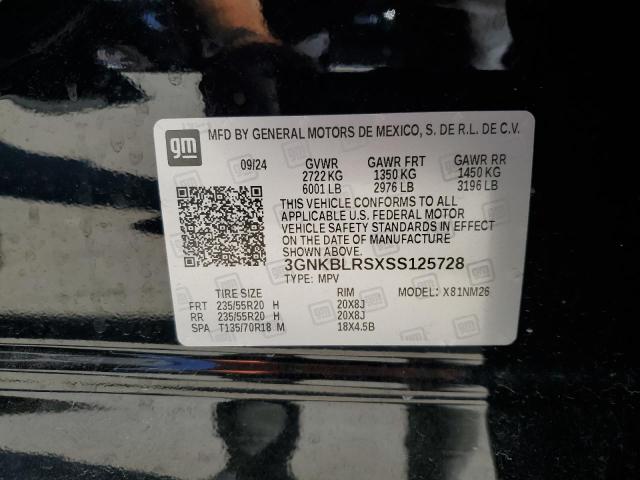 gm
MFD BY GENERAL MOTORS DE MEXICO, S. DE R.L. DE C.V.
09/24 GVWR GAWR FRT GAWR RR
2722 KG 1350 KG 1450 KG
6001 LB 2976 LB 3196 LB
THIS VEHICLE CONFORMS TO ALL
APPLICABLE U.S. FEDERAL MOTOR
VEHICLE SAFETY STANDARDS IN EFFECT
ON THE DATE OF MANUFACTURE
SHOWN ABOVE.
3GNKBLRSXSS125728
TYPE: MPV
TIRE SIZE RIM MODEL: X81NM26
FRT 235/55R20 H 20X8J
RR 235/55R20 H 20X8J
SPA T135/70R18 M 18X4.5B